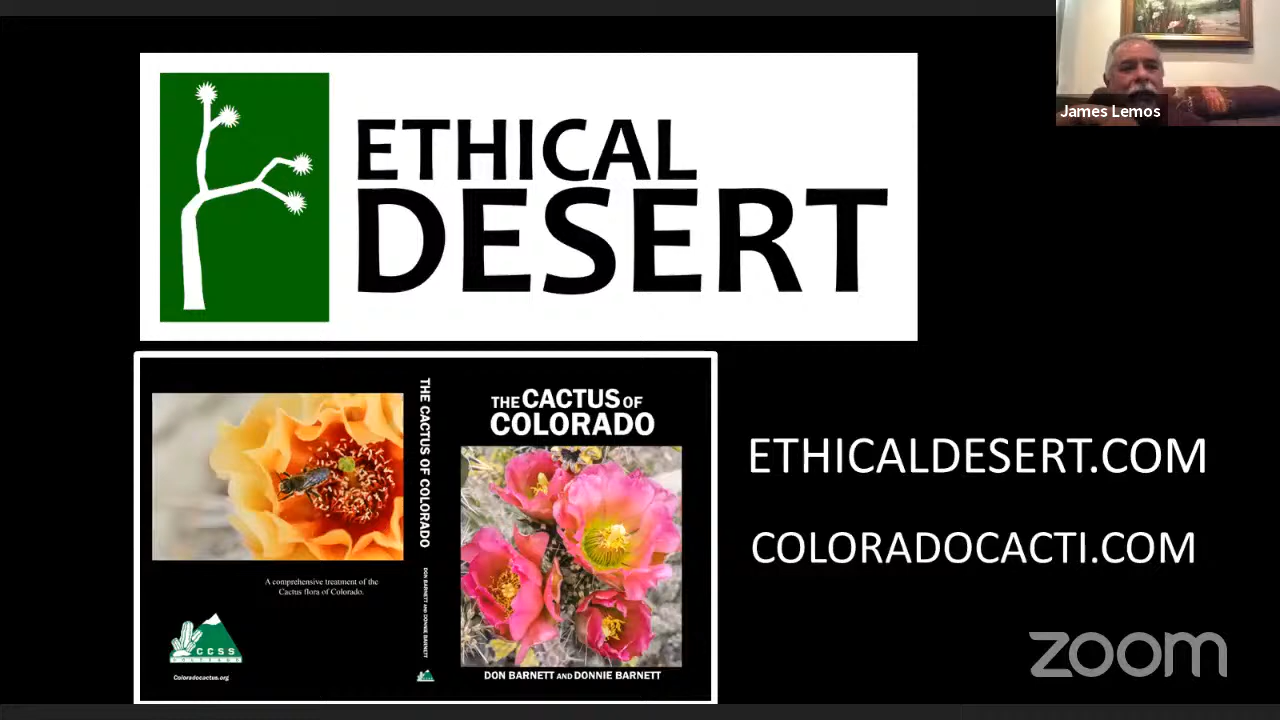 James Lemos
ETHICAL
DESERT
THE CACTUS OF
COLORADO
THE CACTUS OF COLORADO
DON BARNETT AND DONNIE BARNETT
A comprehensive treatment of the
Cactus flora of Colorado.
CCSS
Coloradocactus.org
DON BARNETT AND DONNIE BARNETT
ETHICALDESERT.COM
COLORADOCACTI.COM
zoom